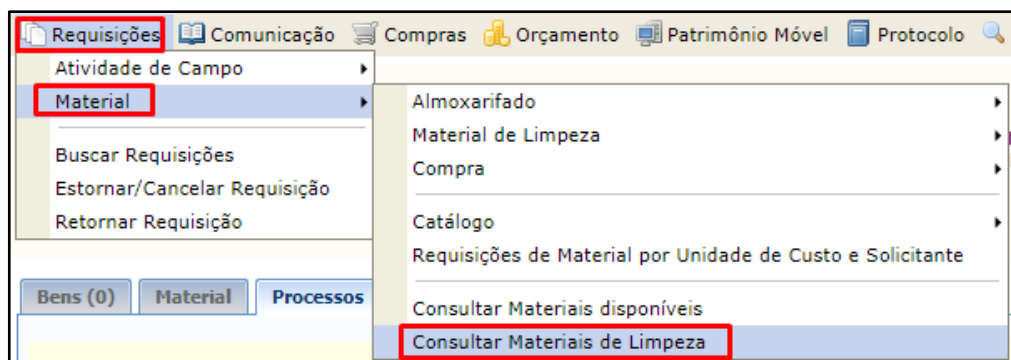 Requisições Comunicação Compras Orçamento Patrimônio Móvel Protocolo
Atividade de Campo
Material
Buscar Requisições
Estornar/Cancelar Requisição
Retornar Requisição
Almoxarifado
Material de Limpeza
Compra
Catálogo
Requisições de Material por Unidade de Custo e Solicitante
Consultar Materiais disponíveis
Consultar Materiais de Limpeza
Bens (0) Material Processos